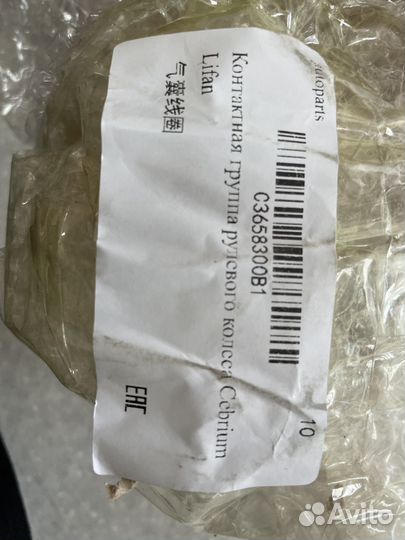 Autoparts
C3658300B1
10
Контактная группа рулевого колеса Cebrium
Lifan
气囊线圈
EAC
Avito